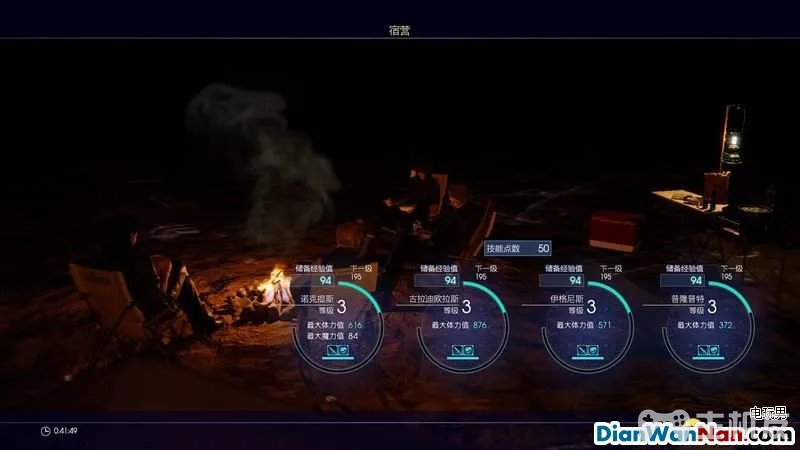 宿营
技能点数 50
储备经验值 下一级
94 195
诺克提斯
等级 3
最大体力值 616
最大魔力值 84
储备经验值 下一级
94 195
古拉迪欧拉斯
等级 3
最大体力值 876
储备经验值 下一级
94 195
伊格尼斯
等级 3
最大体力值 571
储备经验值 下一级
94 195
普隆普特
等级 3
最大体力值 372
0:41:49
电玩男
DianWanNan.com